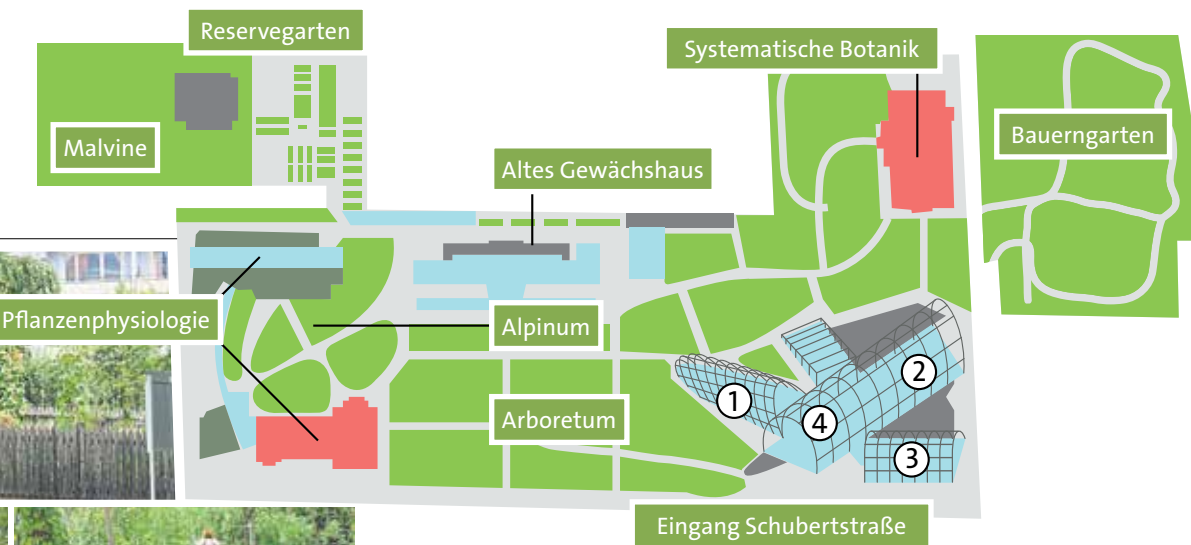 Reservegarten
Systematische Botanik
Malvine
Bauerngarten
Altes Gewächshaus
Pflanzenphysiologie
Alpinum
Arboretum
1
2
4
3
Eingang Schubertstraße